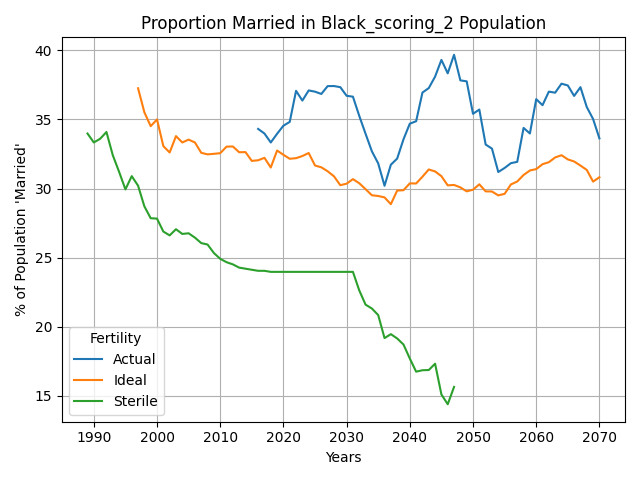 Proportion Married in Black_scoring_2 Population
% of Population 'Married'
40
35
30
25
20
15
Fertility
Actual
Ideal
Sterile
1990 2000 2010 2020 2030 2040 2050 2060 2070
Years